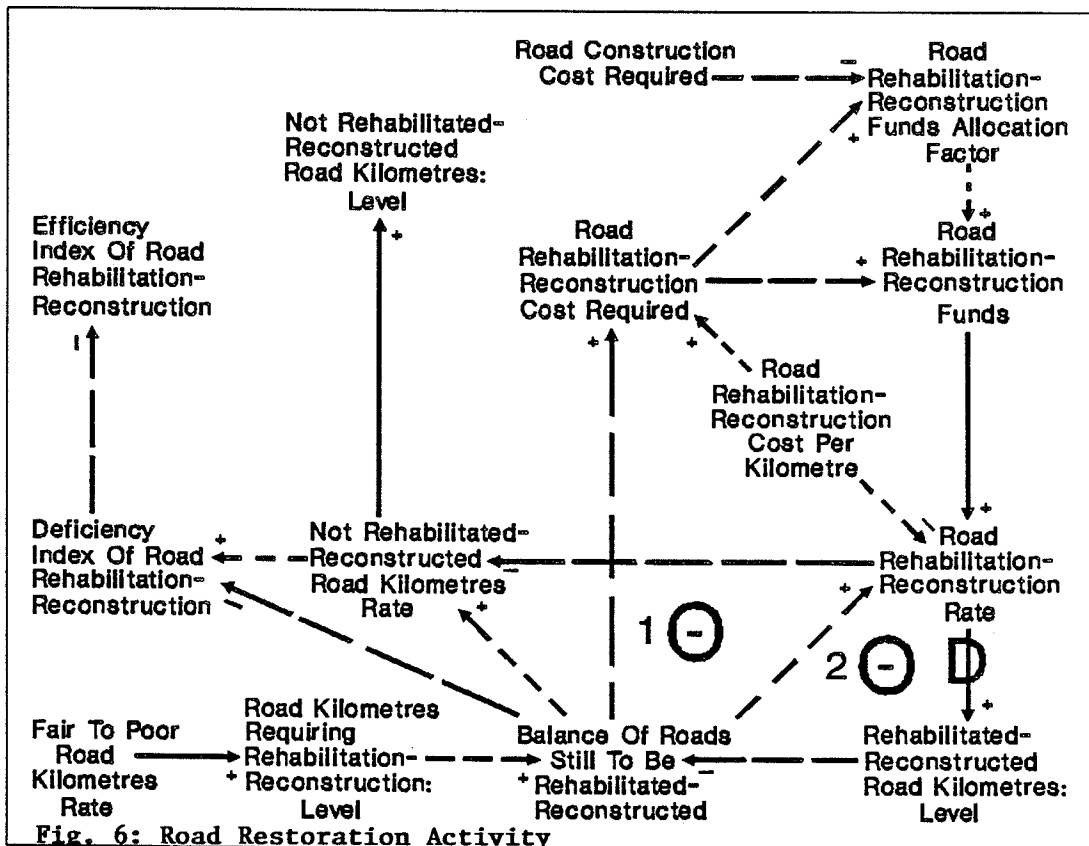 Road Construction
Cost Required
−
Road
Rehabilitation-
Reconstruction
Funds Allocation
Factor
+
Not Rehabilitated-
Reconstructed
Road Kilometres:
Level
+
Efficiency
Index Of Road
Rehabilitation-
Reconstruction
−
Road
Rehabilitation-
Reconstruction
Cost Required
+
+
+
Road
Rehabilitation-
Reconstruction
Funds
+
Road
Rehabilitation-
Reconstruction
Cost Per
Kilometre
Deficiency
Index Of Road
Rehabilitation-
Reconstruction
+
−
Not Rehabilitated-
Reconstructed
Road Kilometres
Rate
−
+
+
−
Road
Rehabilitation-
Reconstruction
Rate
+
1 -
2 - D
+
Fair To Poor
Road
Kilometres
Rate
+
Road Kilometres
Requiring
Rehabilitation-
Reconstruction:
Level
+
Balance Of Roads
Still To Be
Rehabilitated-
Reconstructed
−
Rehabilitated-
Reconstructed
Road Kilometres:
Level
Fig. 6: Road Restoration Activity